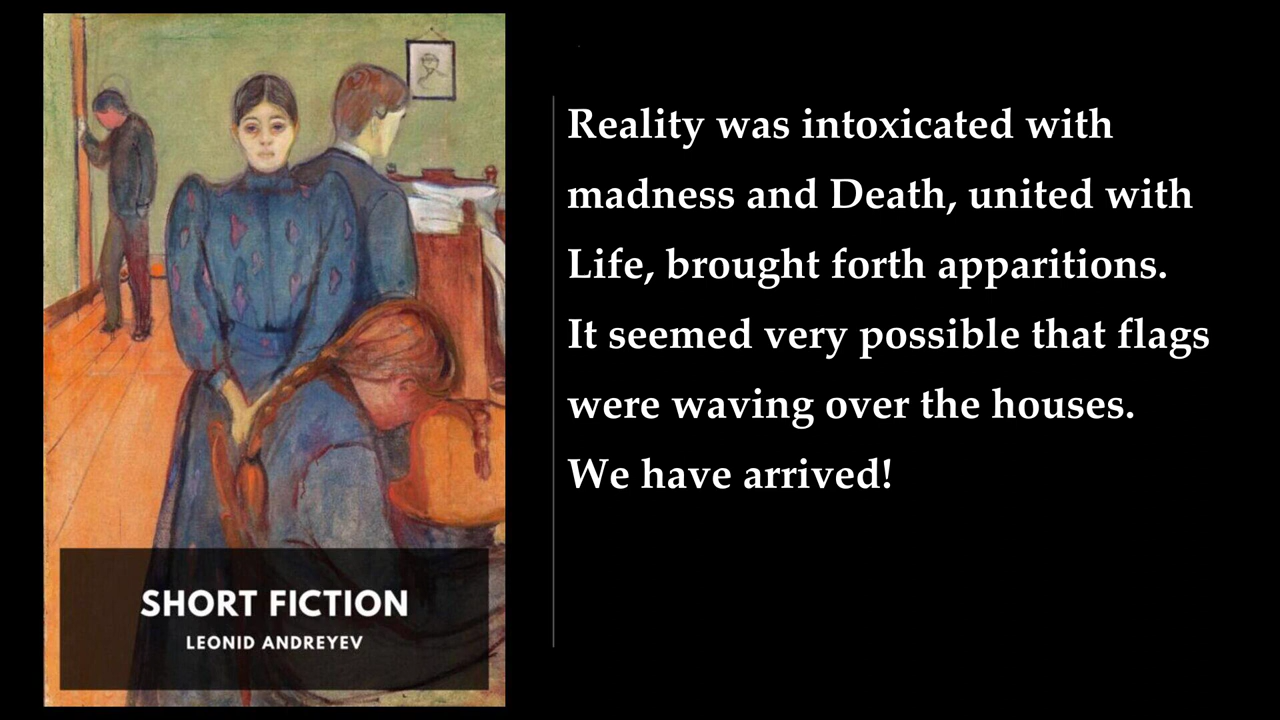 Reality was intoxicated with
madness and Death, united with
Life, brought forth apparitions.
It seemed very possible that flags
were waving over the houses.
We have arrived!
SHORT FICTION
LEONID ANDREYEV